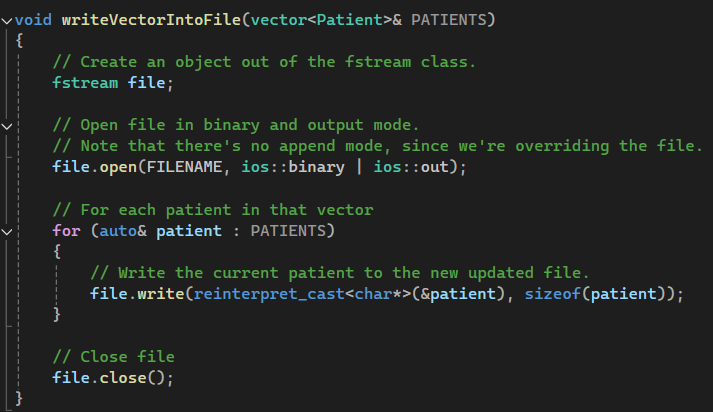 void writeVectorIntoFile(vector<Patient>& PATIENTS)
{
// Create an object out of the fstream class.
fstream file;
// Open file in binary and output mode.
// Note that there's no append mode, since we're overriding the file.
file.open(FILENAME, ios::binary | ios::out);
// For each patient in that vector
for (auto& patient : PATIENTS)
{
// Write the current patient to the new updated file.
file.write(reinterpret_cast<char*>(&patient), sizeof(patient));
}
// Close file
file.close();
}